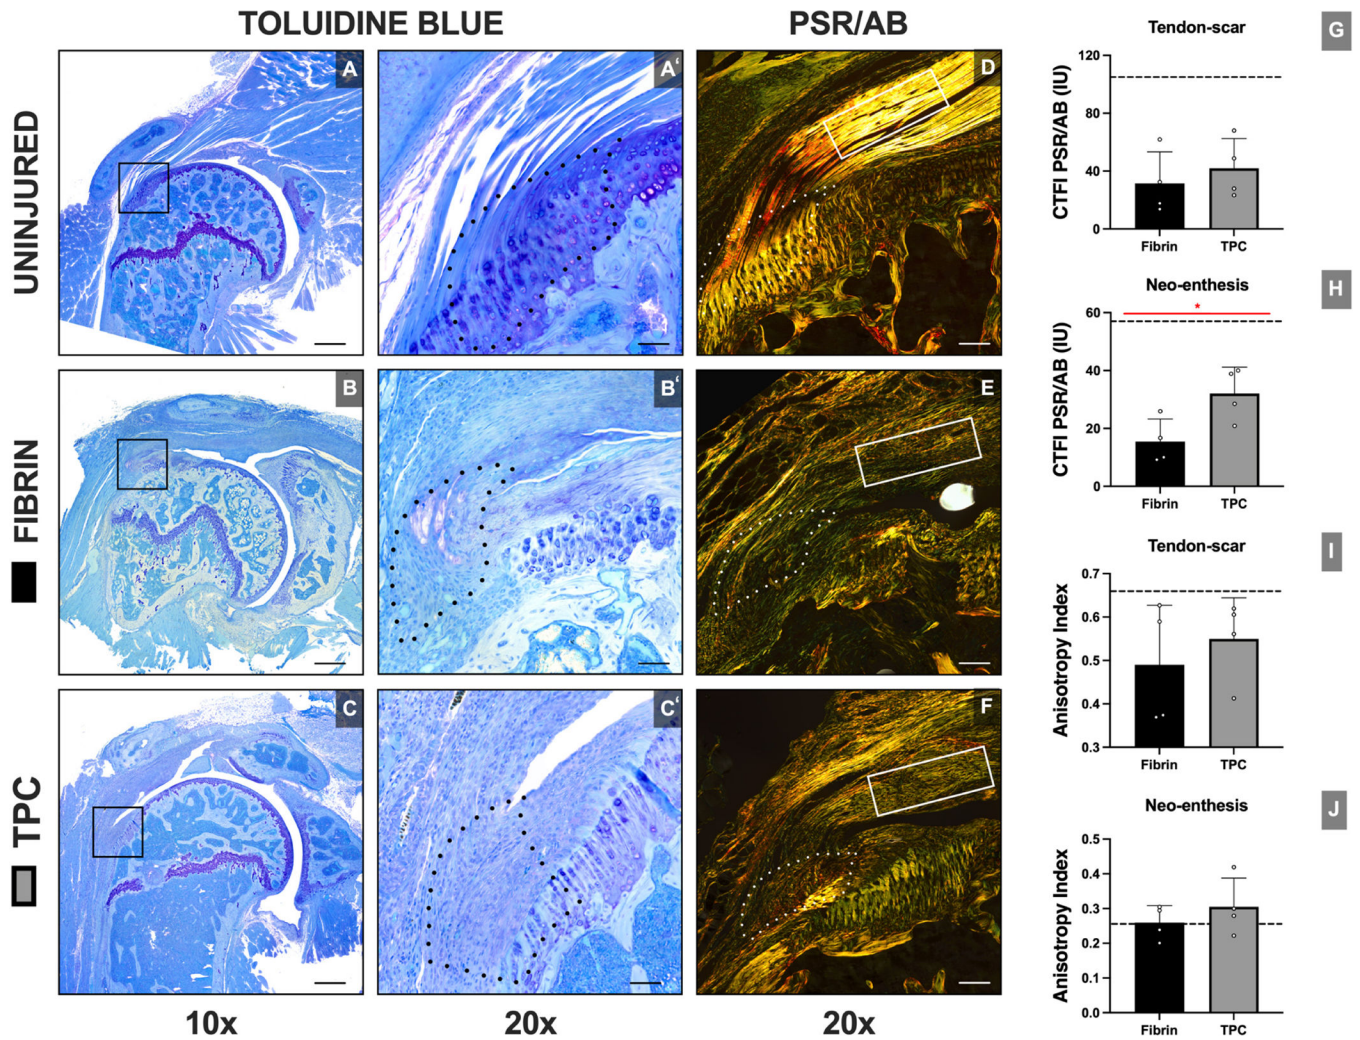 TOLUIDINE BLUE
PSR/AB
UNINJURED
FIBRIN
TPC
A
A'
D
B
B'
E
C
C'
F
10x
20x
20x
G
Tendon-scar
CTFI PSR/AB (IU)
120
80
40
0
Fibrin
TPC
H
Neo-enthesis
*
CTFI PSR/AB (IU)
60
40
20
0
Fibrin
TPC
I
Tendon-scar
Anisotropy Index
0.7
0.6
0.5
0.4
0.3
Fibrin
TPC
J
Neo-enthesis
Anisotropy Index
0.5
0.4
0.3
0.2
0.1
0.0
Fibrin
TPC